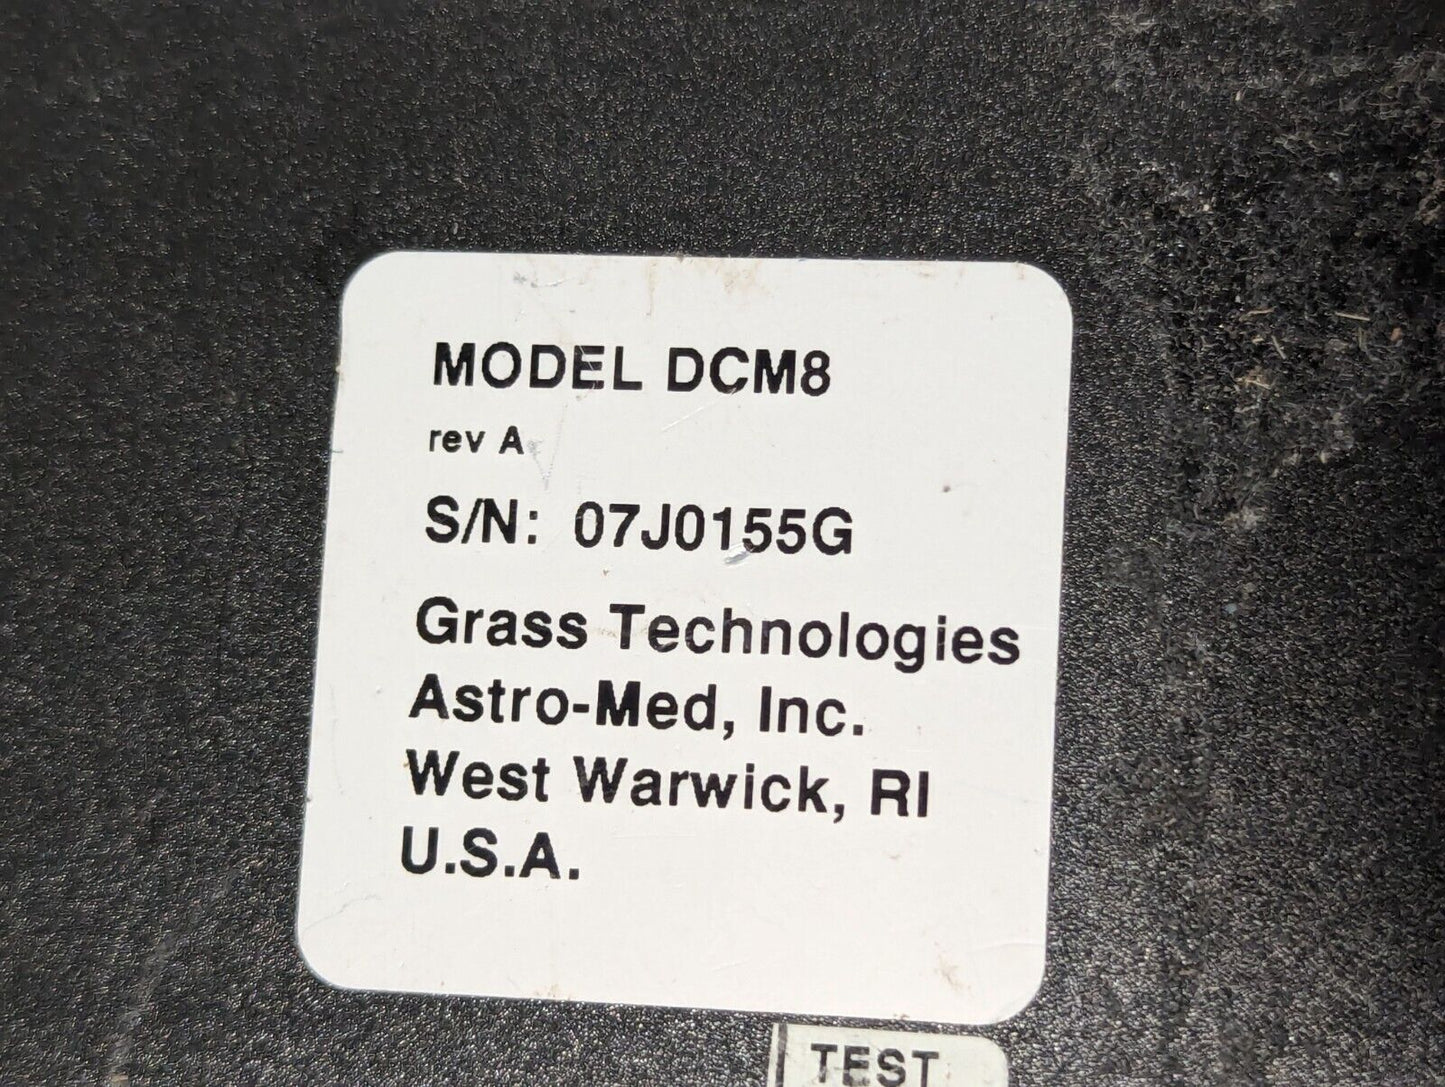 MODEL DCM8
rev A
S/N: 07J0155G
Grass Technologies
Astro-Med, Inc.
West Warwick, RI
U.S.A.
TEST